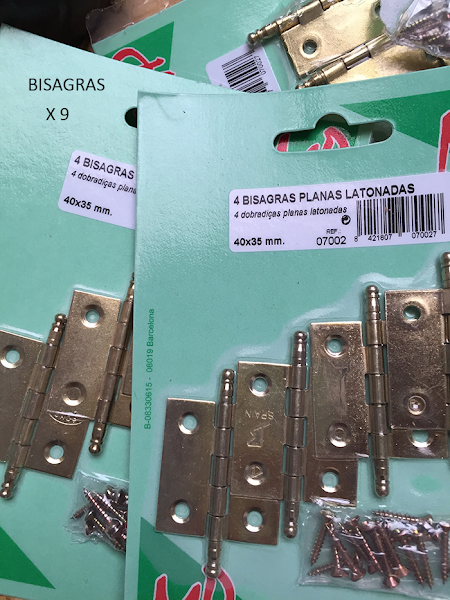 BISAGRAS
X 9
4 BISAGRAS
4 dobradiças plana
40x35 mm.
4 BISAGRAS PLANAS LATONADAS
4 dobradiças planas latonadas
40x35 mm.
REF.:
07002
8 421807 070027
B-08330615 - 08019 Barcelona
SPAIN